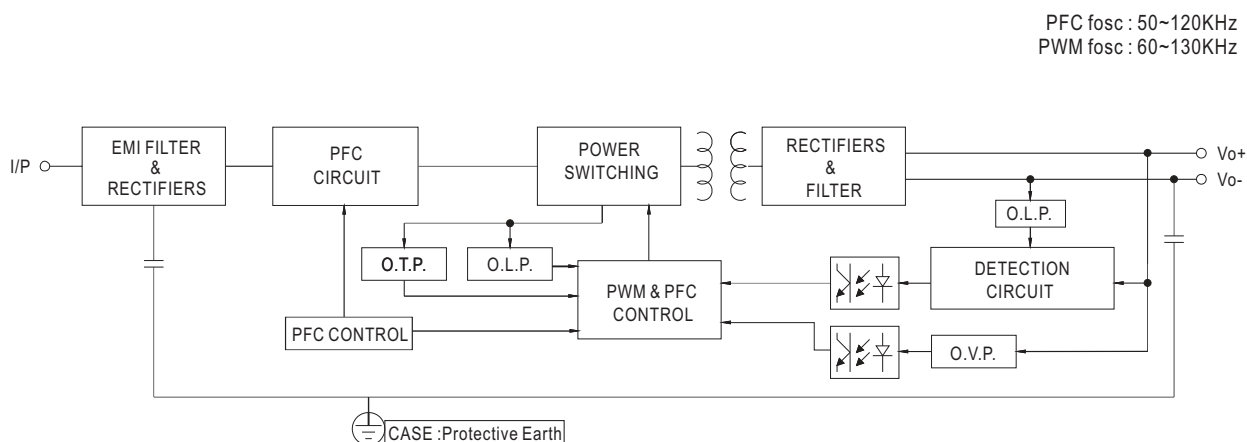 PFC fosc : 50~120KHz
PWM fosc : 60~130KHz
I/P
EMI FILTER
&
RECTIFIERS
PFC
CIRCUIT
POWER
SWITCHING
RECTIFIERS
&
FILTER
Vo+
Vo-
O.T.P.
O.L.P.
O.L.P.
PWM & PFC
CONTROL
DETECTION
CIRCUIT
PFC CONTROL
O.V.P.
CASE :Protective Earth